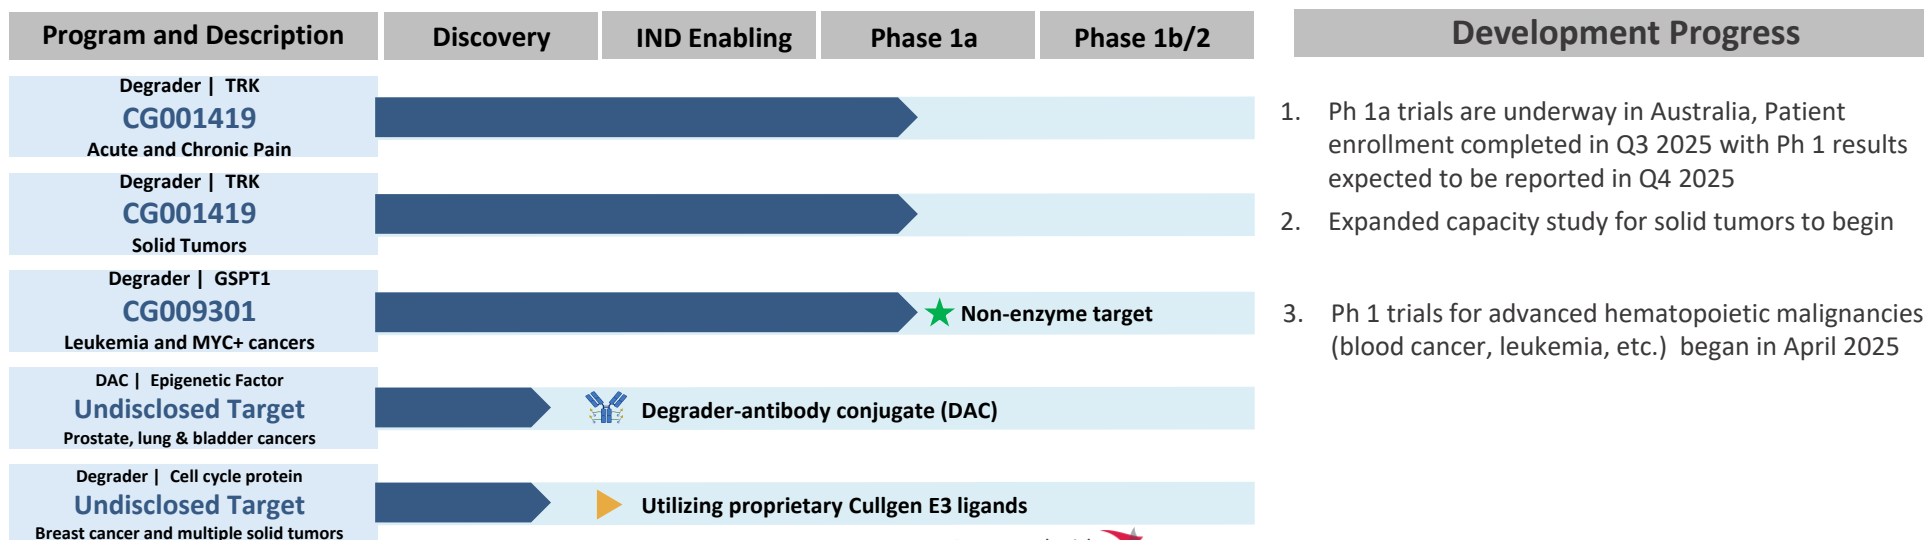 Program and Description
Discovery
IND Enabling
Phase 1a
Phase 1b/2
Development Progress
Degrader | TRK
CG001419
Acute and Chronic Pain
Degrader | TRK
CG001419
Solid Tumors
Degrader | GSPT1
CG009301
Leukemia and MYC+ cancers
Non-enzyme target
DAC | Epigenetic Factor
Undisclosed Target
Prostate, lung & bladder cancers
Degrader-antibody conjugate (DAC)
Degrader | Cell cycle protein
Undisclosed Target
Breast cancer and multiple solid tumors
Utilizing proprietary Cullgen E3 ligands
1. Ph 1a trials are underway in Australia, Patient
enrollment completed in Q3 2025 with Ph 1 results
expected to be reported in Q4 2025
2. Expanded capacity study for solid tumors to begin
3. Ph 1 trials for advanced hematopoietic malignancies
(blood cancer, leukemia, etc.) began in April 2025